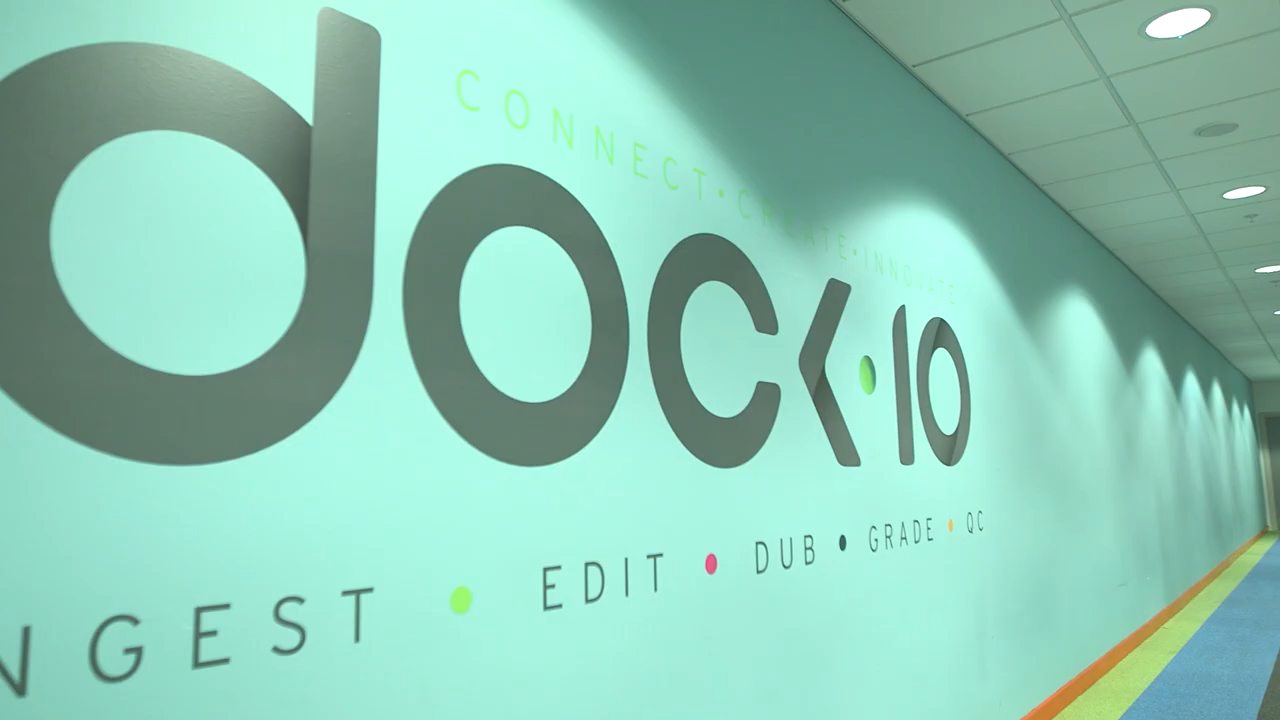 CONNECT•CREATE•INNOVATE
dock•10
NGEST • EDIT • DUB • GRADE • QC